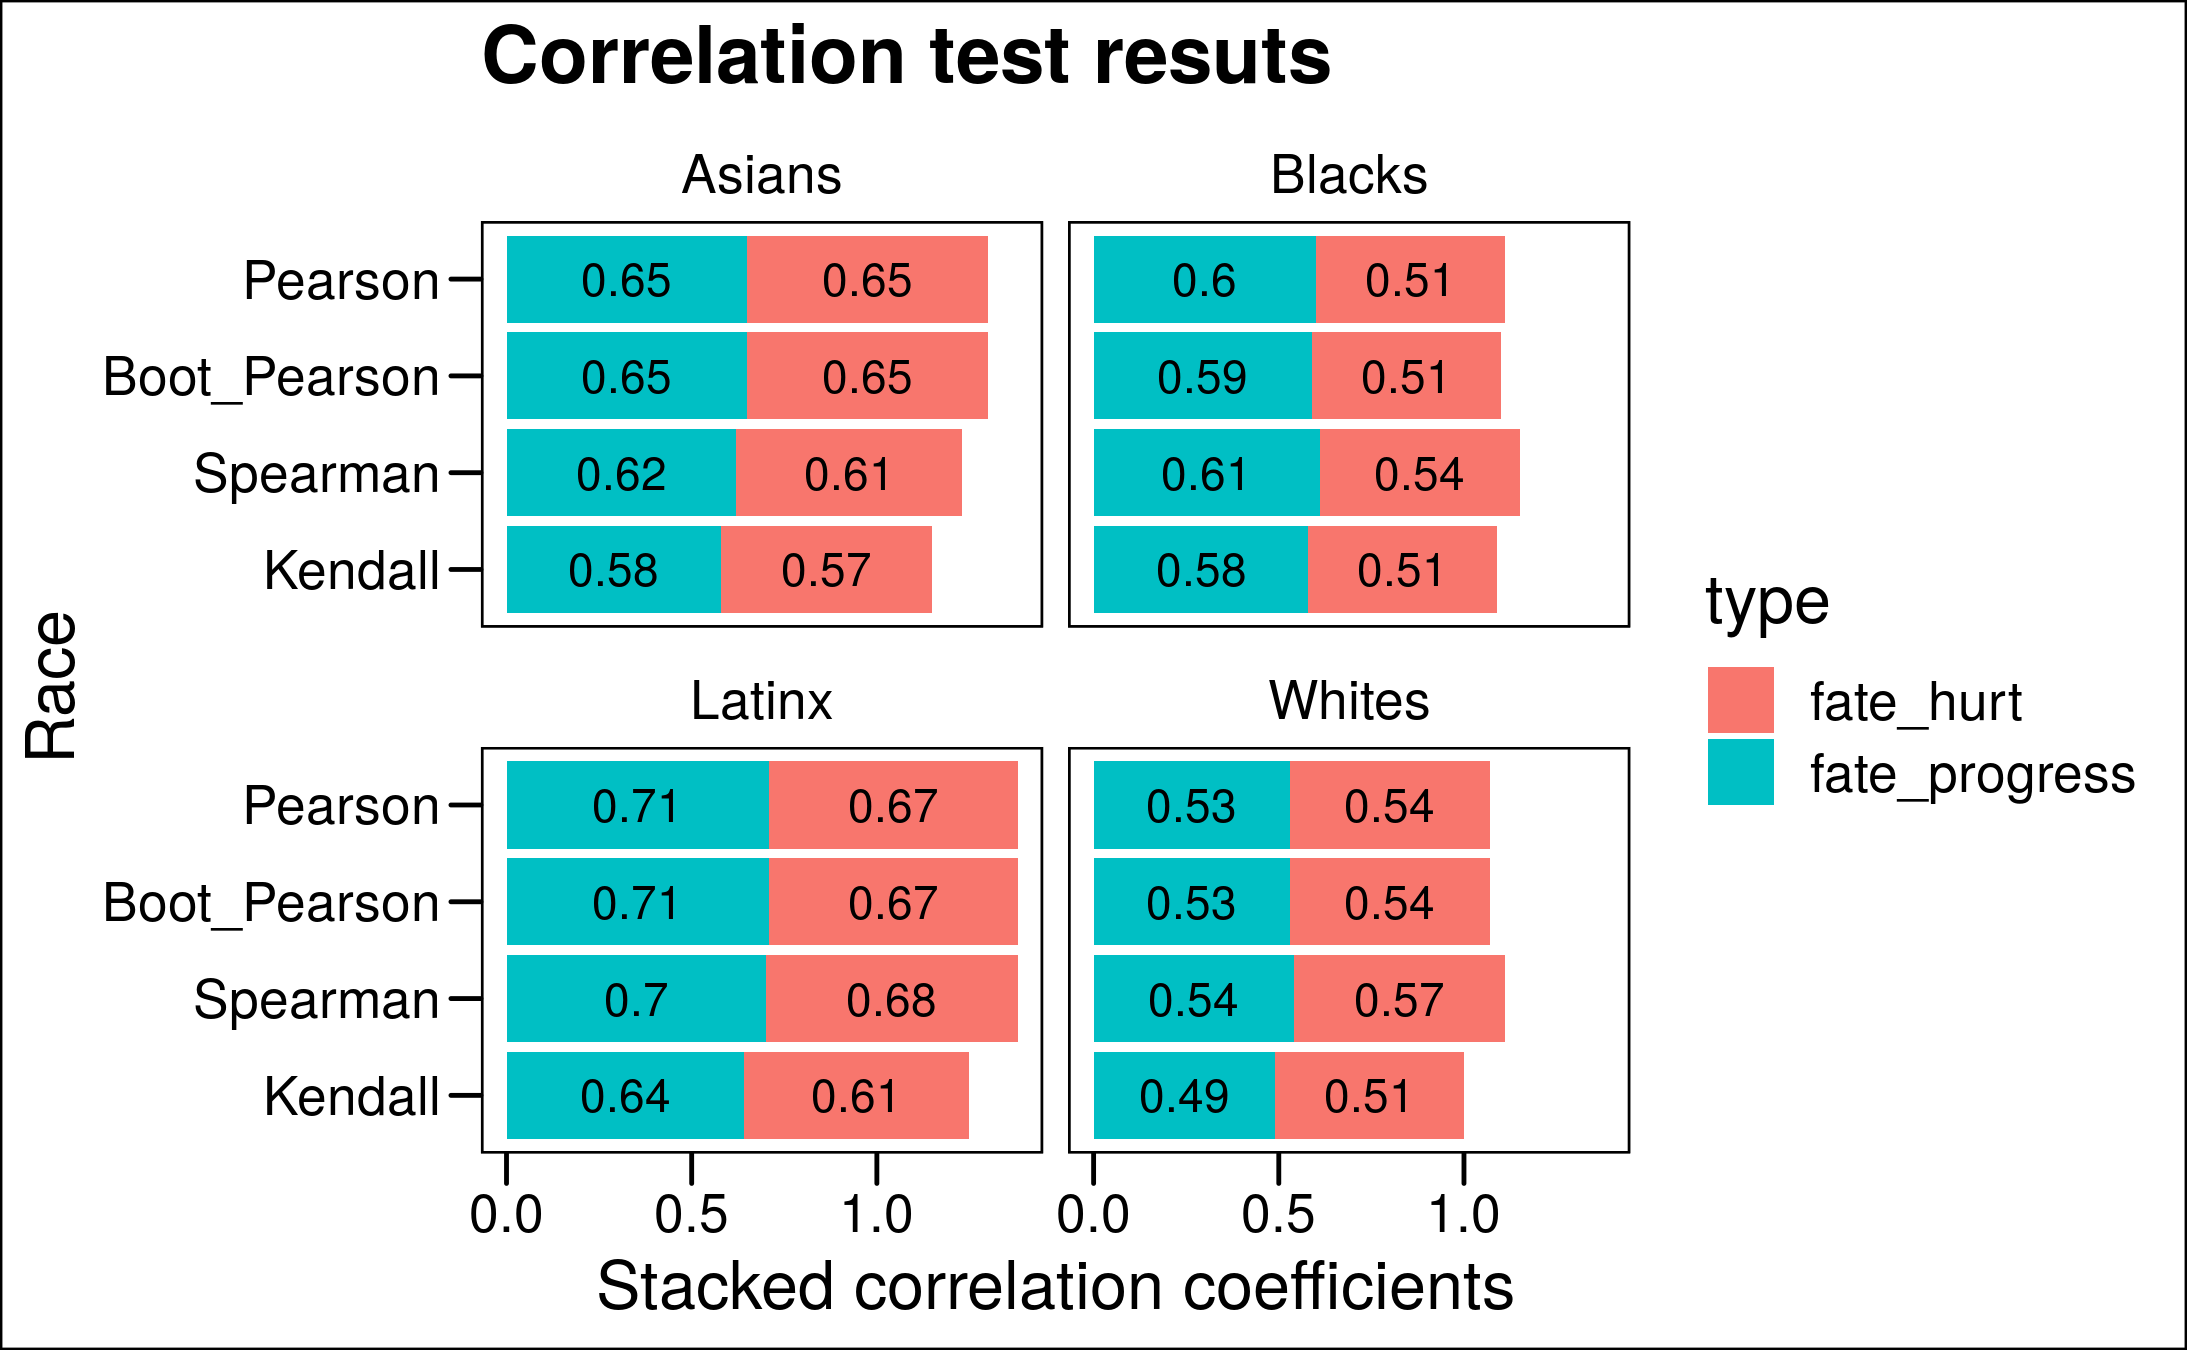 Correlation test resuts
Asians
Blacks
Pearson 0.65 0.65 0.6 0.51
Boot_Pearson 0.65 0.65 0.59 0.51
Spearman 0.62 0.61 0.61 0.54
Kendall 0.58 0.57 0.58 0.51
Race
Latinx
Whites
Pearson 0.71 0.67 0.53 0.54
Boot_Pearson 0.71 0.67 0.53 0.54
Spearman 0.7 0.68 0.54 0.57
Kendall 0.64 0.61 0.49 0.51
0.0 0.5 1.0 0.0 0.5 1.0
Stacked correlation coefficients
type
fate_hurt
fate_progress